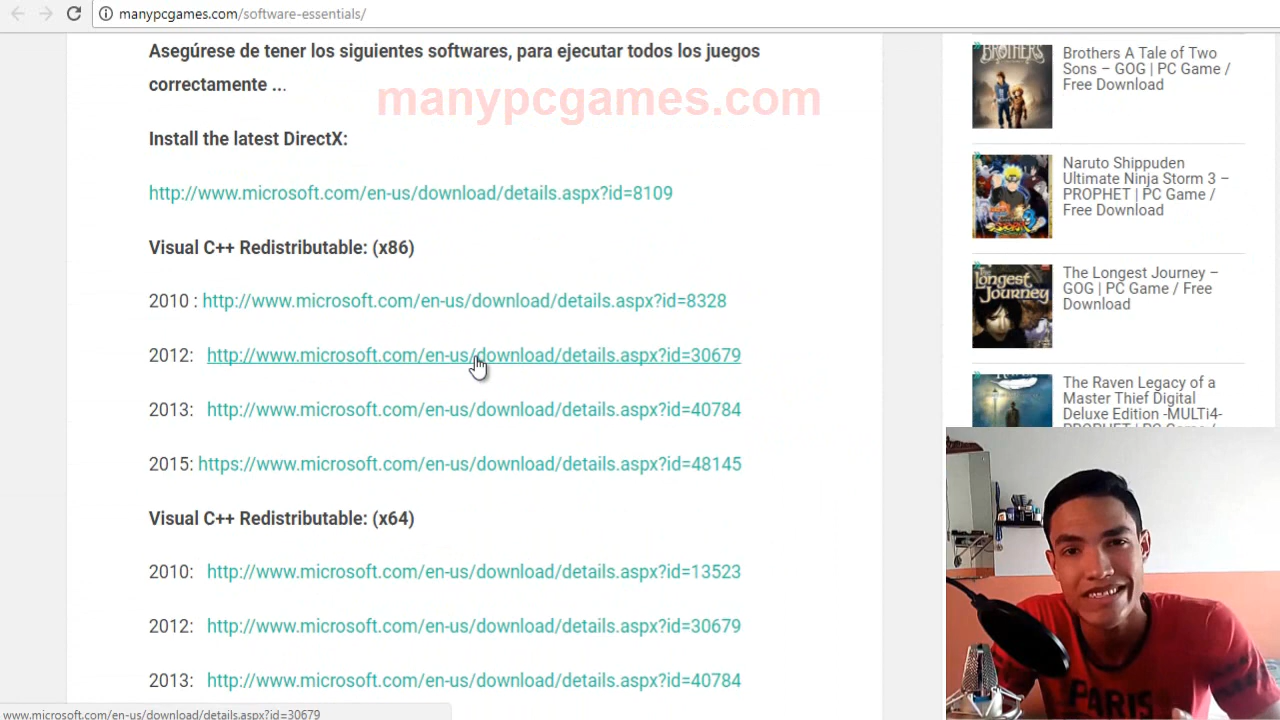 manypcgames.com/software-essentials/
Asegúrese de tener los siguientes softwares, para ejecutar todos los juegos
correctamente ...
manypcgames.com
Install the latest DirectX:
http://www.microsoft.com/en-us/download/details.aspx?id=8109
Visual C++ Redistributable: (x86)
2010 : http://www.microsoft.com/en-us/download/details.aspx?id=8328
2012: http://www.microsoft.com/en-us/download/details.aspx?id=30679
2013: http://www.microsoft.com/en-us/download/details.aspx?id=40784
2015: https://www.microsoft.com/en-us/download/details.aspx?id=48145
Visual C++ Redistributable: (x64)
2010: http://www.microsoft.com/en-us/download/details.aspx?id=13523
2012: http://www.microsoft.com/en-us/download/details.aspx?id=30679
2013: http://www.microsoft.com/en-us/download/details.aspx?id=40784
www.microsoft.com/en-us/download/details.aspx?id=30679
BROTHERS
Brothers A Tale of Two
Sons – GOG | PC Game /
Free Download
Naruto Shippuden
Ultimate Ninja Storm 3 –
PROPHET | PC Game /
Free Download
Longest
Journey
The Longest Journey –
GOG | PC Game / Free
Download
The Raven Legacy of a
Master Thief Digital
Deluxe Edition -MULTi4-
PROPHET | PC Game /
PARIS